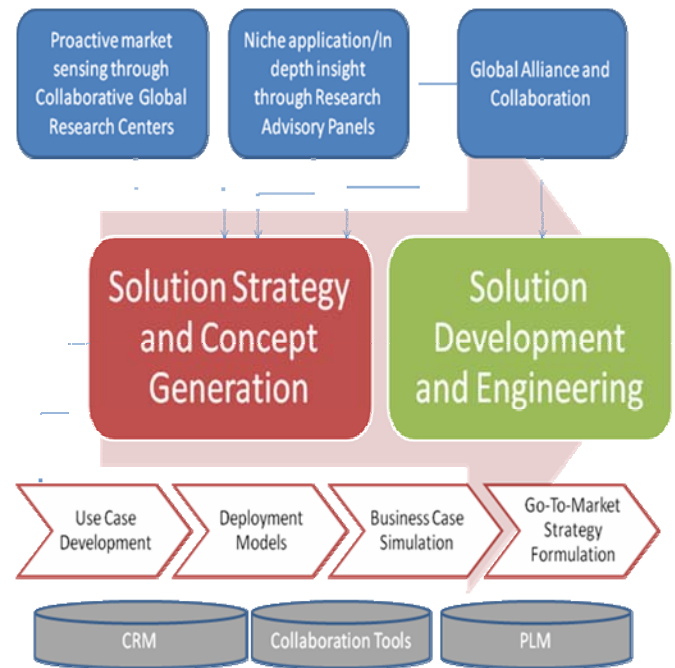 Proactive market
sensing through
Collaborative Global
Research Centers
Niche application/In
depth insight
through Research
Advisory Panels
Global Alliance and
Collaboration
Solution Strategy
and Concept
Generation
Solution
Development
and Engineering
Use Case
Development
Deployment
Models
Business Case
Simulation
Go-To-Market
Strategy
Formulation
CRM
Collaboration Tools
PLM